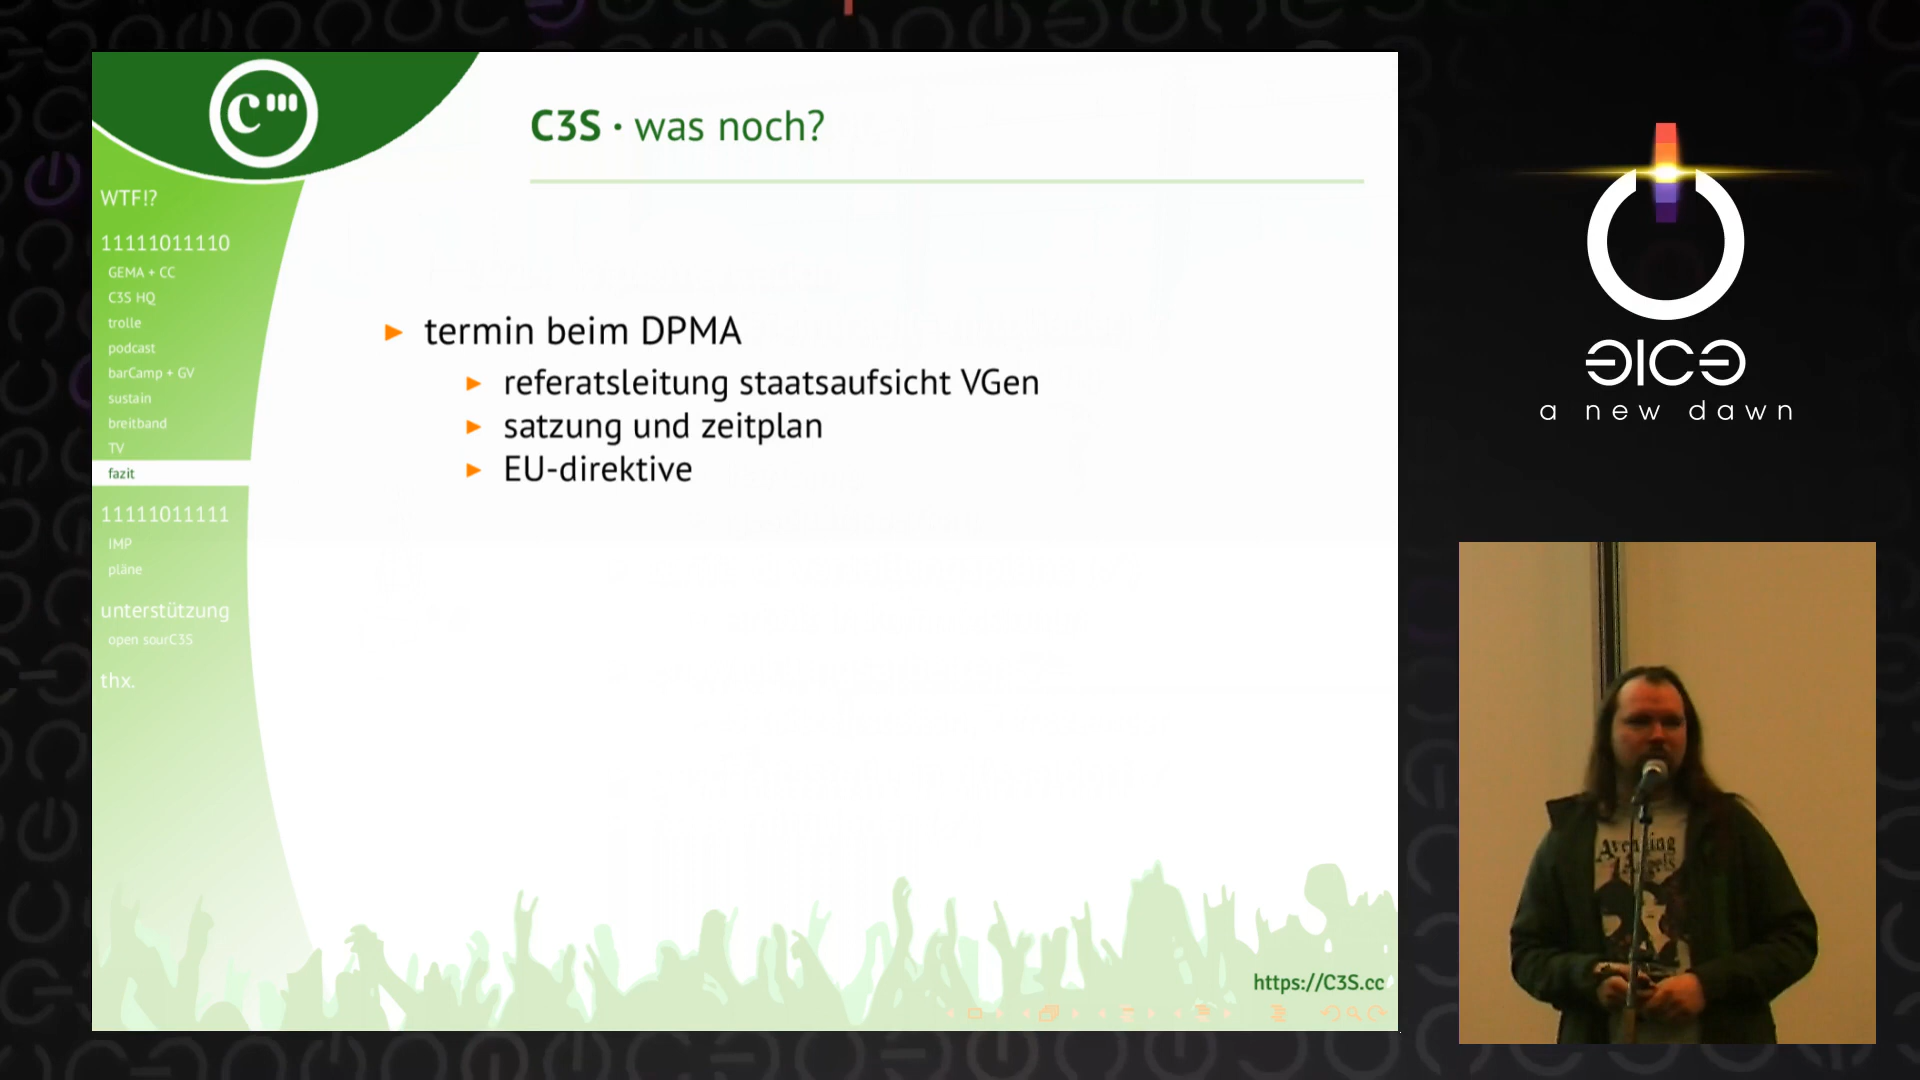 C3S · was noch?
WTF!?
11111011110
GEMA + CC
C3S HQ
trolle
podcast
barCamp + GV
sustain
breitband
TV
fazit
11111011111
IMP
pläne
unterstützung
open sourC3S
thx.
termin beim DPMA
referatsleitung staatsaufsicht VGen
satzung und zeitplan
EU-direktive
https://C3S.cc
a new dawn
Avenging
Angels